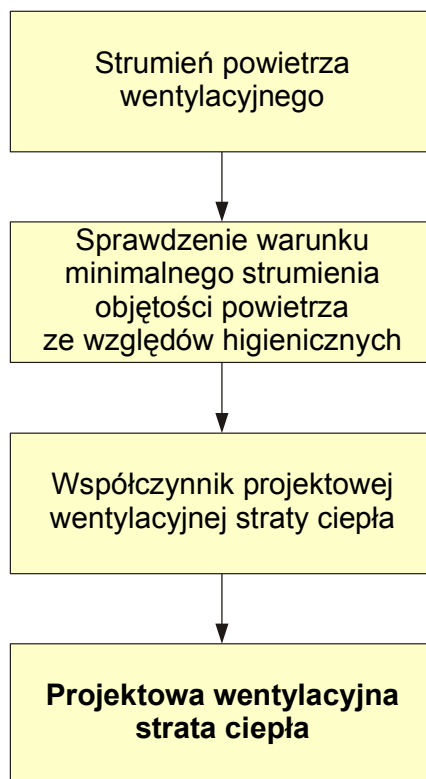 Strumień powietrza
wentylacyjnego
Sprawdzenie warunku
minimalnego strumienia
objętości powietrza
ze względów higienicznych
Współczynnik projektowej
wentylacyjnej straty ciepła
Projektowa wentylacyjna
strata ciepła